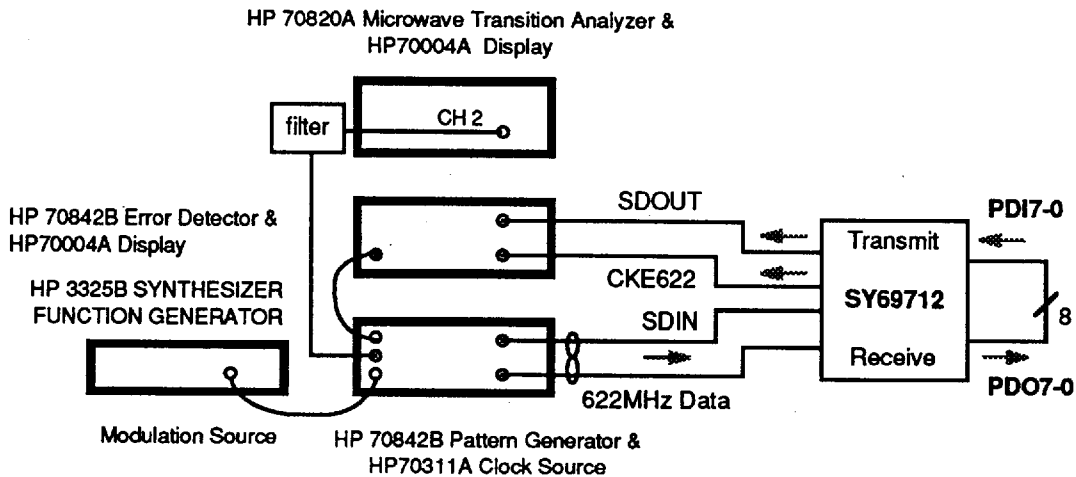 HP 70820A Microwave Transition Analyzer &
HP70004A Display
CH 2
filter
HP 70842B Error Detector &
HP70004A Display
HP 3325B SYNTHESIZER
FUNCTION GENERATOR
Modulation Source
SDOUT
CKE622
SDIN
622MHz Data
HP 70842B Pattern Generator &
HP70311A Clock Source
Transmit
SY69712
Receive
PDI7-0
8
PDO7-0